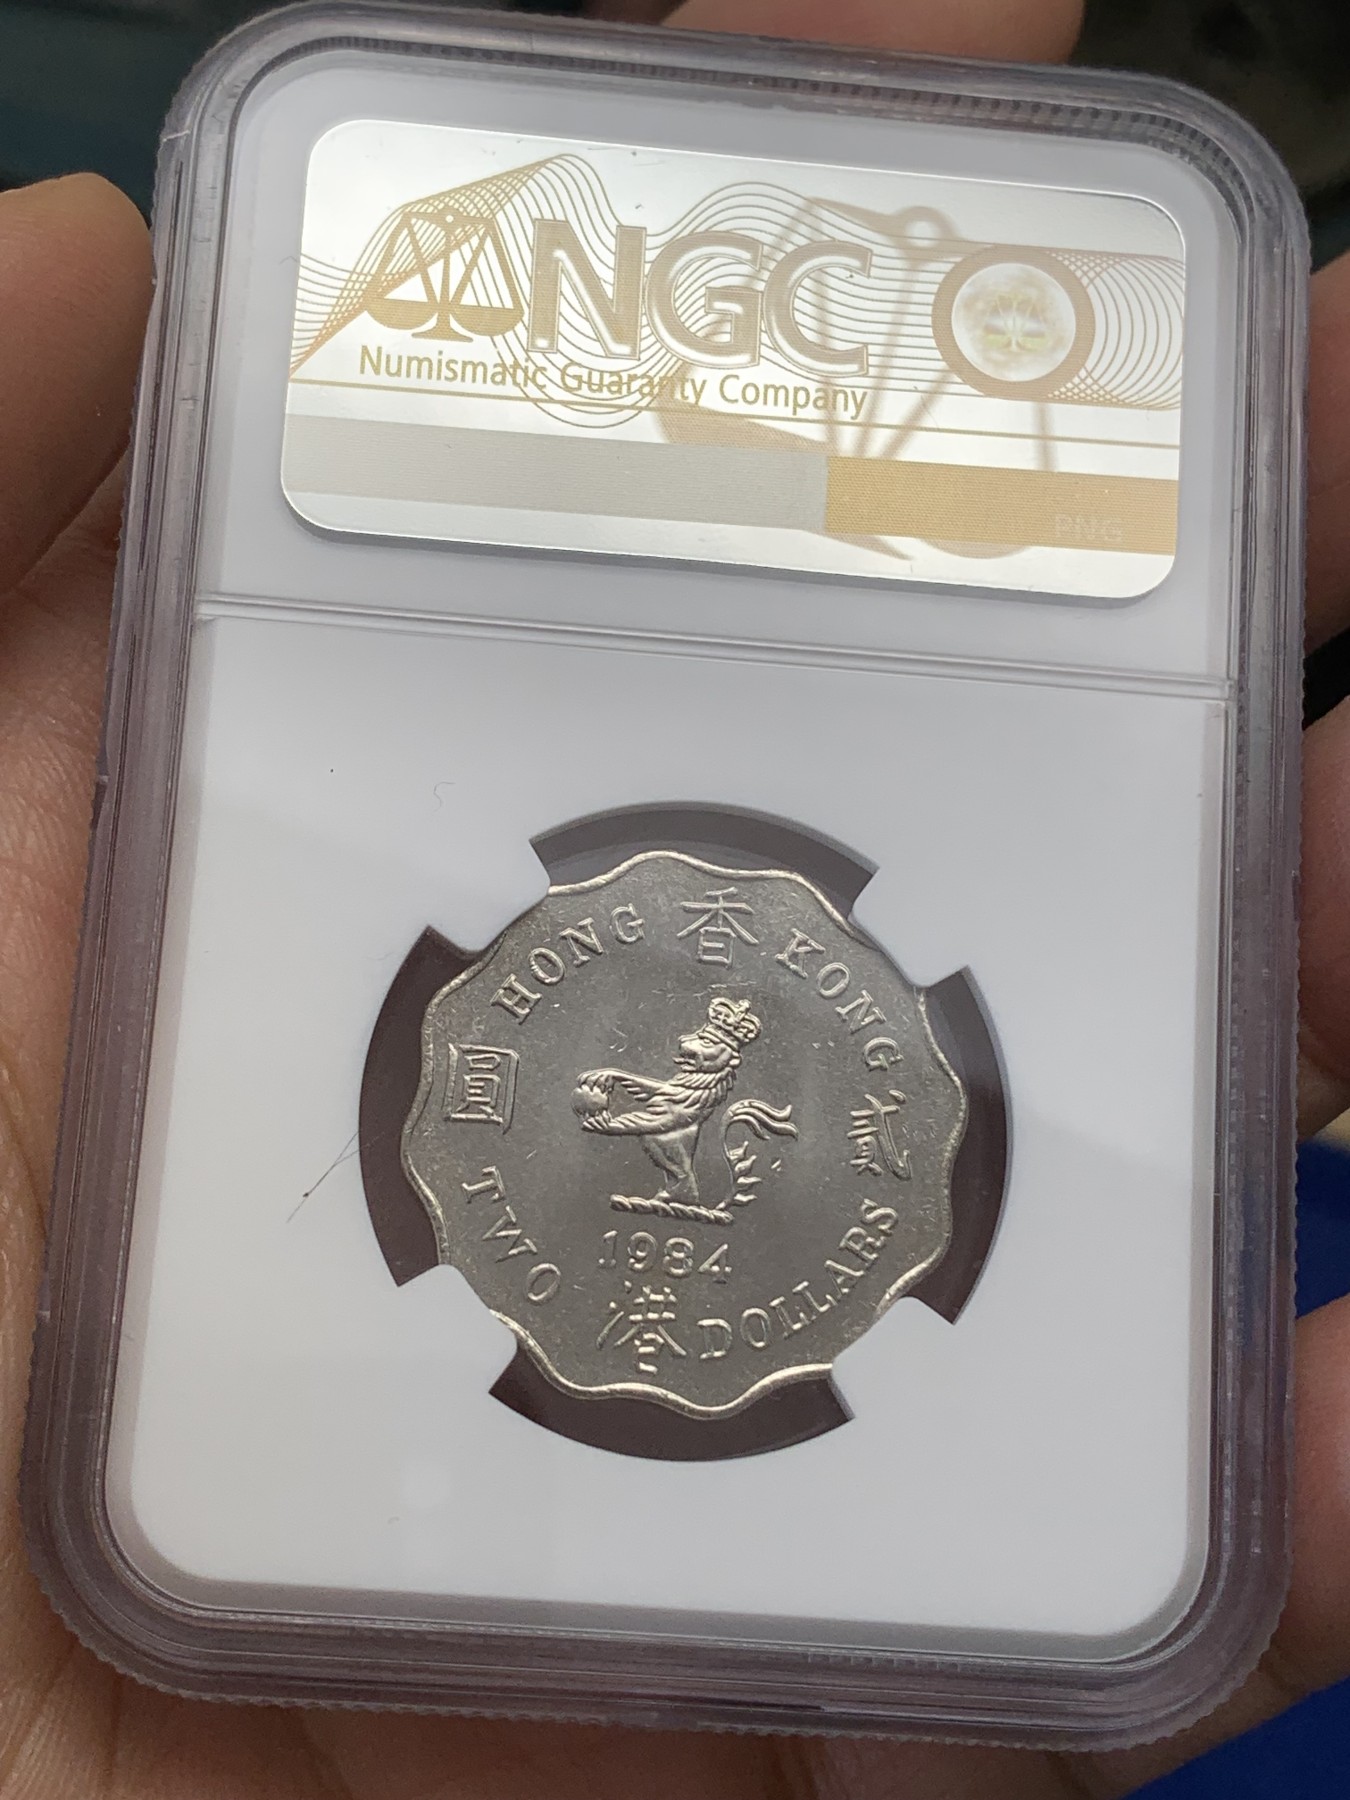 NGC
Numismatic Guaranty Company
PNG
HONG 香 KONG
圓 貳
1984
TWO 港 DOLLARS